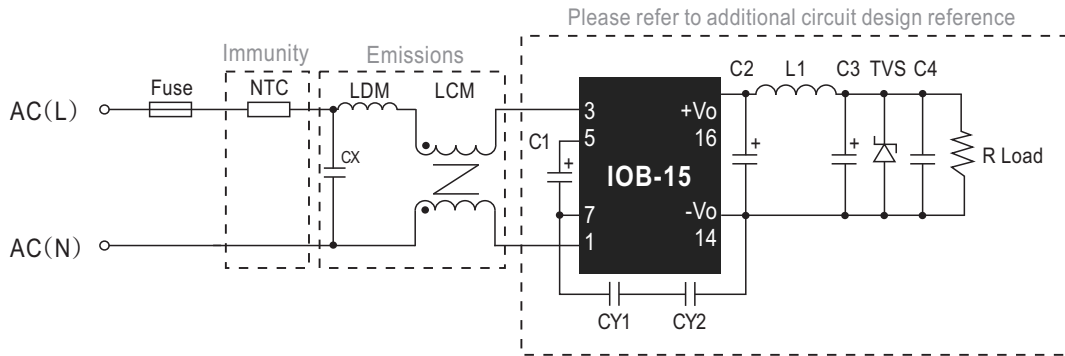 Please refer to additional circuit design reference
Immunity
Emissions
Fuse
NTC
LDM
LCM
C2
L1
C3
TVS
C4
AC(L)
3
+Vo
C1
5
16
CX
IOB-15
R Load
7
-Vo
AC(N)
1
14
CY1
CY2
+
+
+